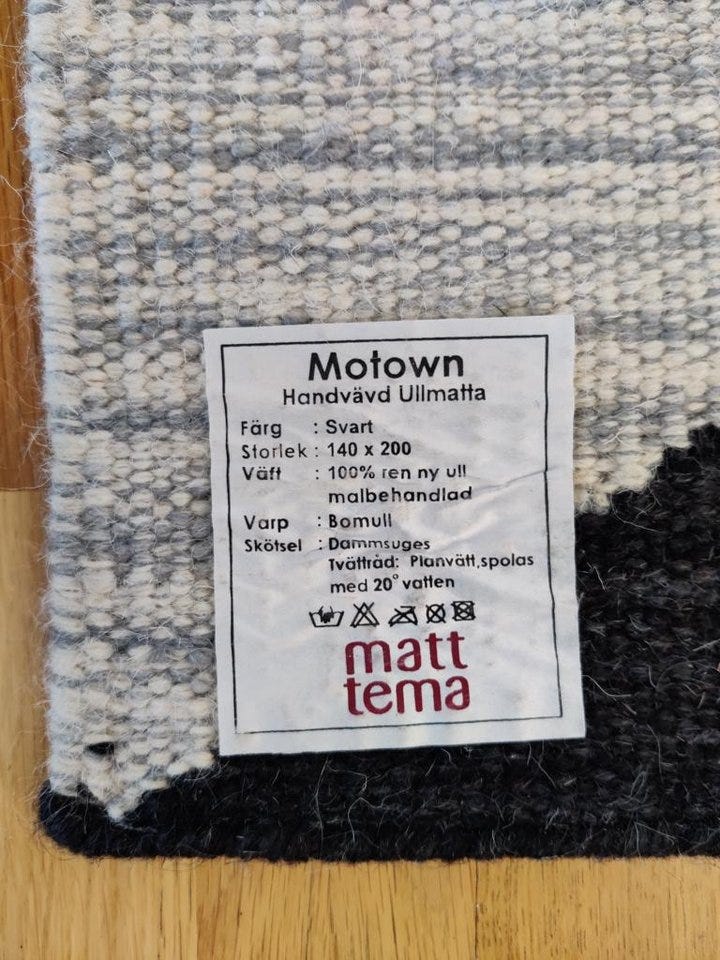 Motown
Handvävd Ullmatta
Färg : Svart
Storlek : 140 x 200
Väft : 100% ren ny ull
malbehandlad
Varp : Bomull
Skötsel : Dammsuges
Tvättråd: Planvätt,spolas
med 20° vatten
matt
tema